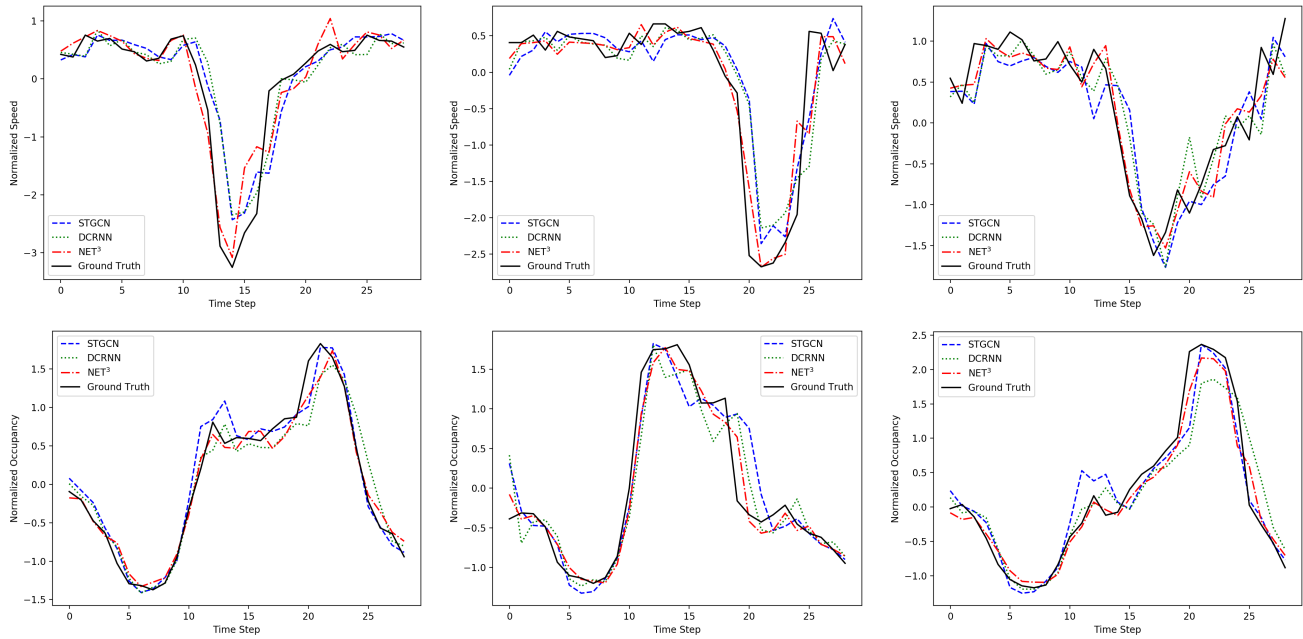 Normalized Speed
1
0
−1
−2
−3
STGCN
DCRNN
NET³
Ground Truth
0 5 10 15 20 25
Time Step
Normalized Speed
0.5
0.0
−0.5
−1.0
−1.5
−2.0
−2.5
STGCN
DCRNN
NET³
Ground Truth
0 5 10 15 20 25
Time Step
Normalized Speed
1.0
0.5
0.0
−0.5
−1.0
−1.5
STGCN
DCRNN
NET³
Ground Truth
0 5 10 15 20 25
Time Step
Normalized Occupancy
1.5
1.0
0.5
0.0
−0.5
−1.0
−1.5
STGCN
DCRNN
NET³
Ground Truth
0 5 10 15 20 25
Time Step
Normalized Occupancy
1.5
1.0
0.5
0.0
−0.5
−1.0
STGCN
DCRNN
NET³
Ground Truth
0 5 10 15 20 25
Time Step
Normalized Occupancy
2.5
2.0
1.5
1.0
0.5
0.0
−0.5
−1.0
STGCN
DCRNN
NET³
Ground Truth
0 5 10 15 20 25
Time Step